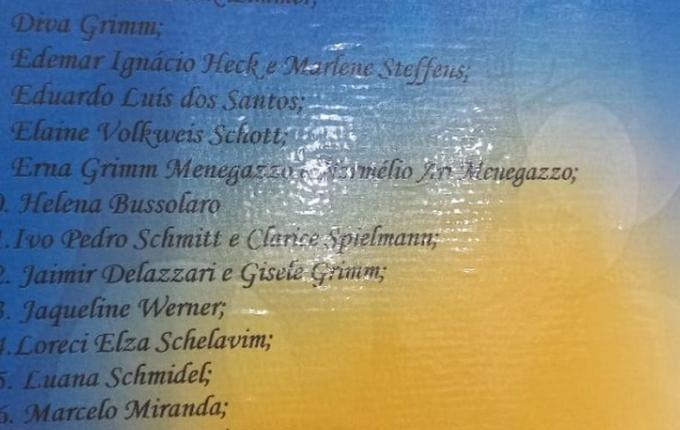 Diva Grimm;
Edemar Ignácio Heck e Marlene Steffens;
Eduardo Luís dos Santos;
Elaine Volkweis Schott;
Erna Grimm Menegazzo e Menegazzo;
0. Helena Bussolaro
.Ivo Pedro Schmitt e Clarice Spielmann;
2. Jaimir Delazzari e Gisele Grimm;
3. Jaqueline Werner;
4.Loreci Elza Schelavim;
5. Luana Schmidel;
6. Marcelo Miranda;